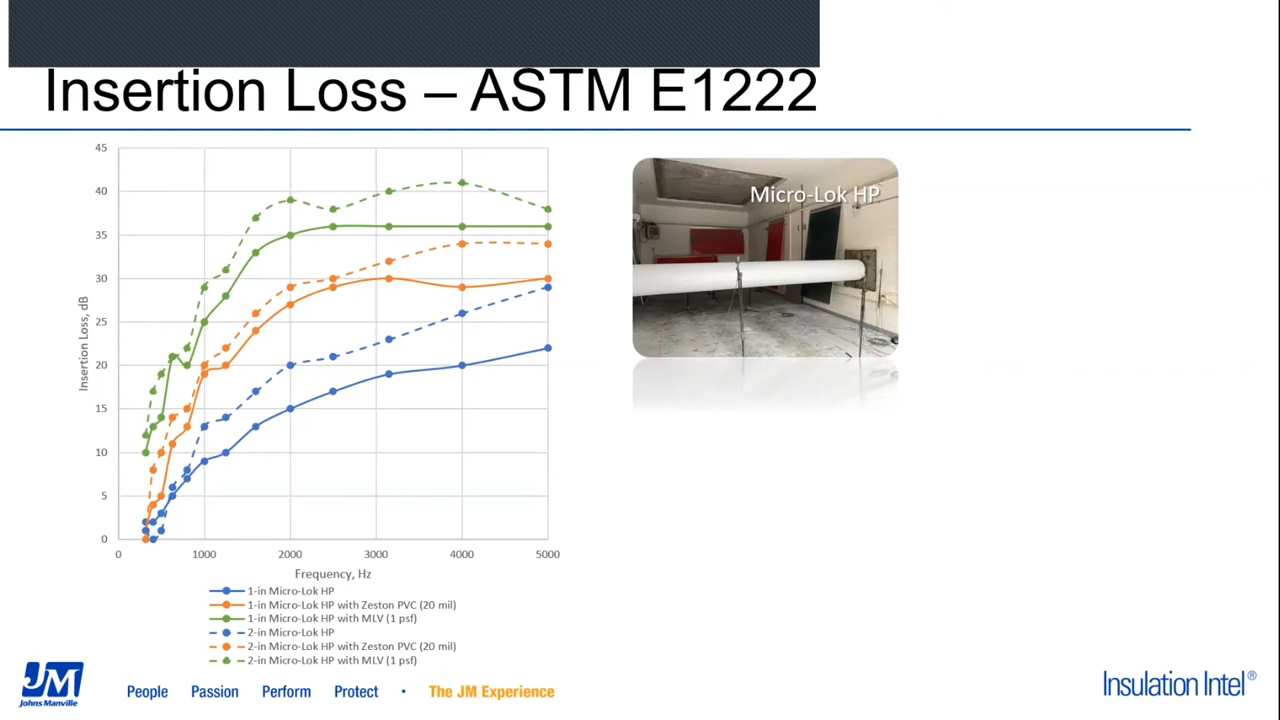 Insertion Loss – ASTM E1222
45
40
35
30
25
20
15
10
5
0
Insertion Loss, dB
0 1000 2000 3000 4000 5000
Frequency, Hz
1-in Micro-Lok HP
1-in Micro-Lok HP with Zeston PVC (20 mil)
1-in Micro-Lok HP with MLV (1 psf)
2-in Micro-Lok HP
2-in Micro-Lok HP with Zeston PVC (20 mil)
2-in Micro-Lok HP with MLV (1 psf)
Micro-Lok HP
JM
Johns Manville
People Passion Perform Protect • The JM Experience
Insulation Intel®